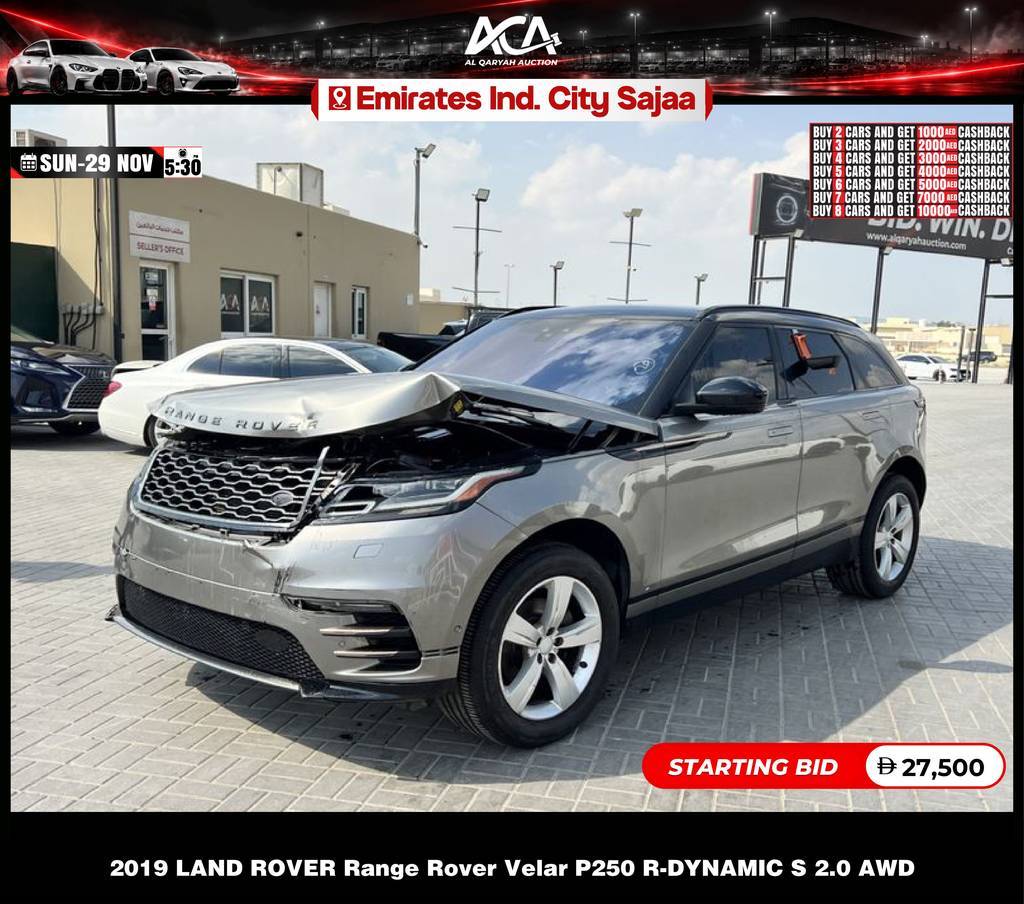 ACA
AL QARYAH AUCTION
Emirates Ind. City Sajaa
SUN-29 NOV 5:30
BUY 2 CARS AND GET 1000 AED CASHBACK
BUY 3 CARS AND GET 2000 AED CASHBACK
BUY 4 CARS AND GET 3000 AED CASHBACK
BUY 5 CARS AND GET 4000 AED CASHBACK
BUY 6 CARS AND GET 5000 AED CASHBACK
BUY 7 CARS AND GET 7000 AED CASHBACK
BUY 8 CARS AND GET 10000 AED CASHBACK
SELLER'S OFFICE
WIN. D
www.alqaryahauction.com
RANGE ROVER
STARTING BID
27,500
2019 LAND ROVER Range Rover Velar P250 R-DYNAMIC S 2.0 AWD